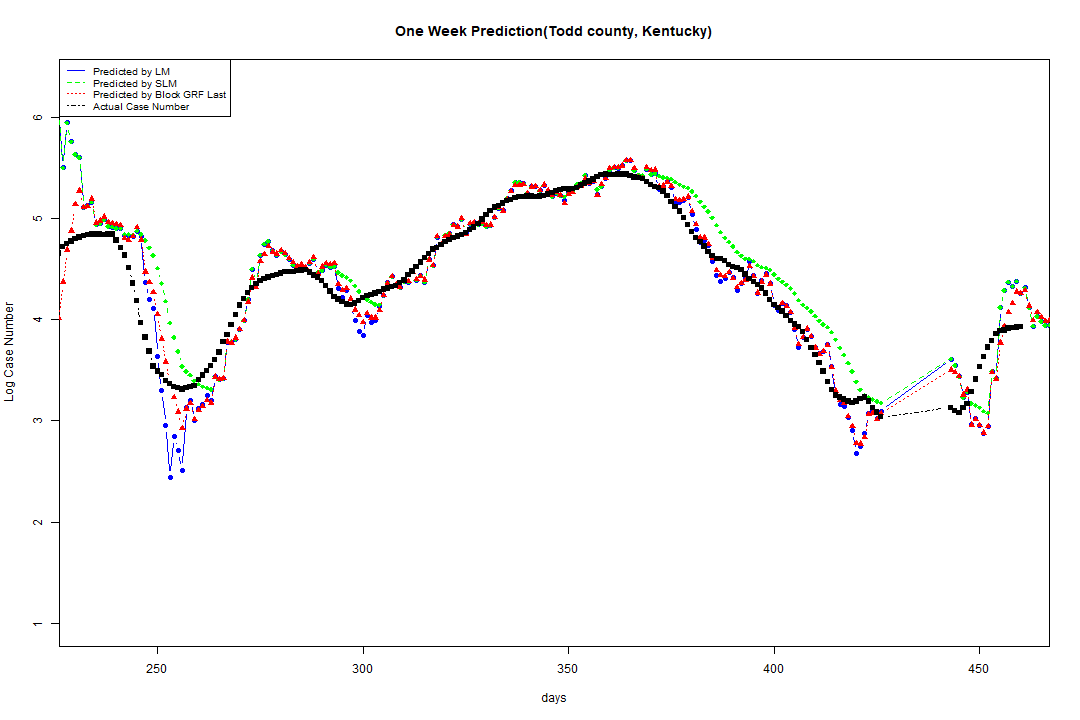 One Week Prediction(Todd county, Kentucky)
Predicted by LM
Predicted by SLM
Predicted by Block GRF Last
Actual Case Number
Log Case Number
6
5
4
3
2
1
250 300 350 400 450
days